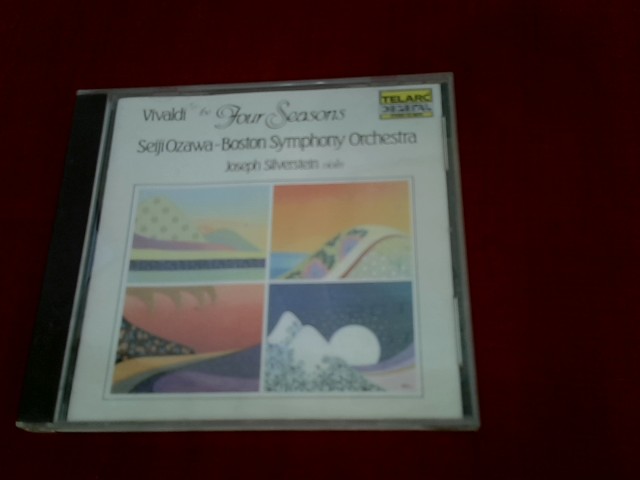 Vivaldi the Four Seasons
TELARC
Seiji Ozawa-Boston Symphony Orchestra
Joseph Silverstein, violin